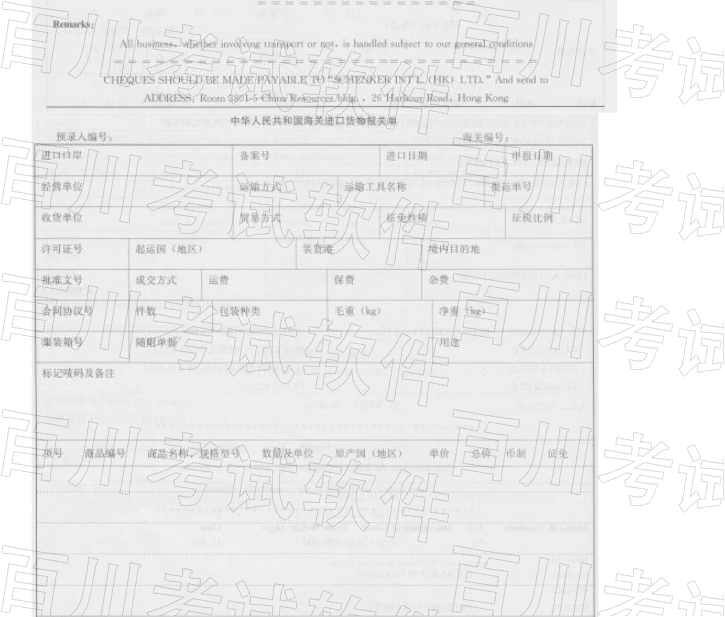 Remarks:
All business, whether involving transport or not, is handled subject to our general conditions
CHEQUES SHOULD BE MADE PAYABLE TO "SCHENKER INT'L. (HK) LTD." And send to
ADDRESS: Room 3801-5 China Resources bldg., 26 Harbour Road, Hong Kong
中华人民共和国海关进口货物报关单
预录入编号: 海关编号:
进口口岸 备案号 进口日期 申报日期
经营单位 运输方式 运输工具名称 提运单号
收货单位 贸易方式 征免性质 征税比例
许可证号 起运国(地区) 装货港 境内目的地
批准文号 成交方式 运费 保费 杂费
合同协议号 件数 包装种类 毛重(kg) 净重(kg)
集装箱号 随附单据 用途
标记唛码及备注
项号 商品编号 商品名称、规格型号 数量及单位 原产国(地区) 单价 总价 币制 征免
百川考试软件